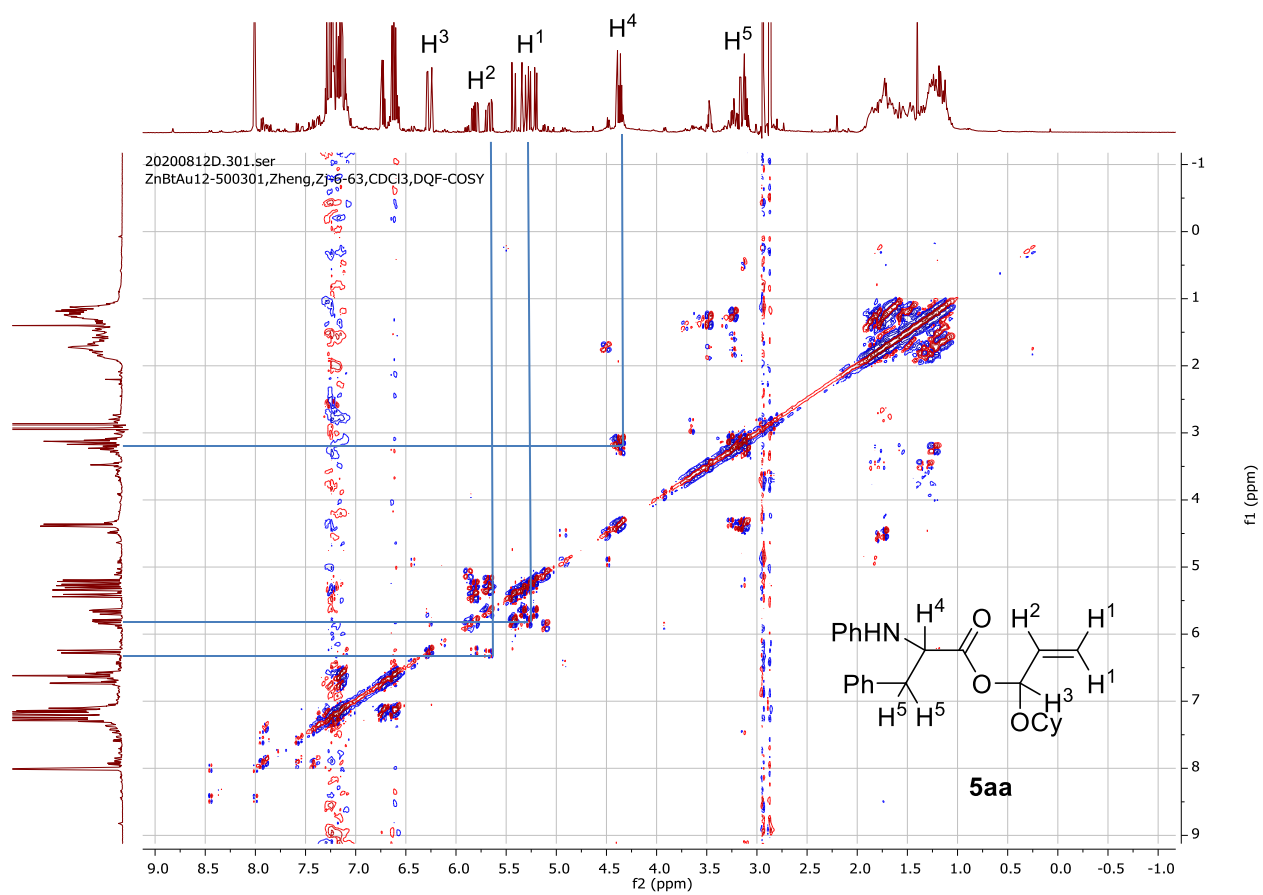 H3 H2 H1 H4 H5
20200812D.301.ser
ZnBtAu12-500301,Zheng,Zj-6-63,CDCl3,DQF-COSY
-1
0
1
2
3
4
5
6
7
8
9
f1 (ppm)
H4 O H2 H1
PhHN
Ph O H3 H1
H5 H5 OCy
5aa
9.0 8.5 8.0 7.5 7.0 6.5 6.0 5.5 5.0 4.5 4.0 3.5 3.0 2.5 2.0 1.5 1.0 0.5 0.0 -0.5 -1.0
f2 (ppm)